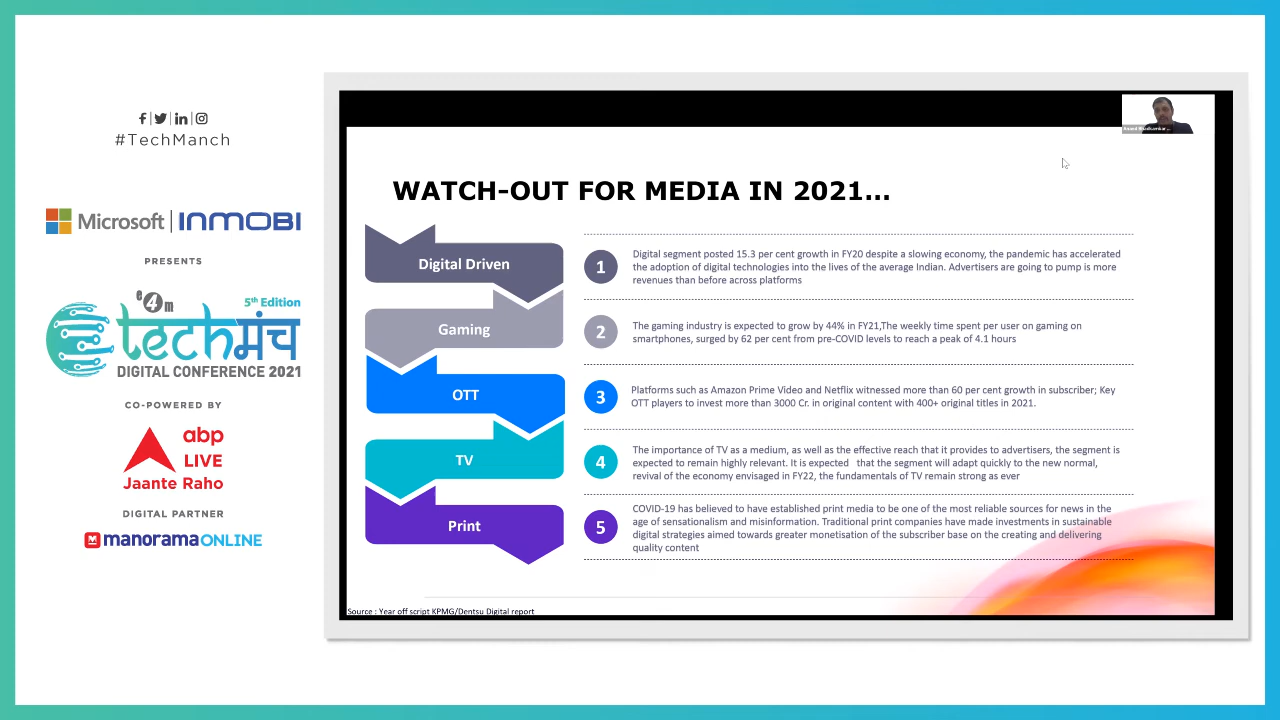 #TechManch
Microsoft | INMOBI
PRESENTS
e4m
5th Edition
techमंच
DIGITAL CONFERENCE 2021
CO-POWERED BY
abp
LIVE
Jaante Raho
DIGITAL PARTNER
manoramaONLINE
WATCH-OUT FOR MEDIA IN 2021...
Digital Driven
1
Digital segment posted 15.3 per cent growth in FY20 despite a slowing economy, the pandemic has accelerated
the adoption of digital technologies into the lives of the average Indian. Advertisers are going to pump is more
revenues than before across platforms
Gaming
2
The gaming industry is expected to grow by 44% in FY21,The weekly time spent per user on gaming on
smartphones, surged by 62 per cent from pre-COVID levels to reach a peak of 4.1 hours
OTT
3
Platforms such as Amazon Prime Video and Netflix witnessed more than 60 per cent growth in subscriber; Key
OTT players to invest more than 3000 Cr. in original content with 400+ original titles in 2021.
TV
4
The importance of TV as a medium, as well as the effective reach that it provides to advertisers, the segment is
expected to remain highly relevant. It is expected that the segment will adapt quickly to the new normal,
revival of the economy envisaged in FY22, the fundamentals of TV remain strong as ever
Print
5
COVID-19 has believed to have established print media to be one of the most reliable sources for news in the
age of sensationalism and misinformation. Traditional print companies have made investments in sustainable
digital strategies aimed towards greater monetisation of the subscriber base on the creating and delivering
quality content
Source : Year off script KPMG/Dentsu Digital report